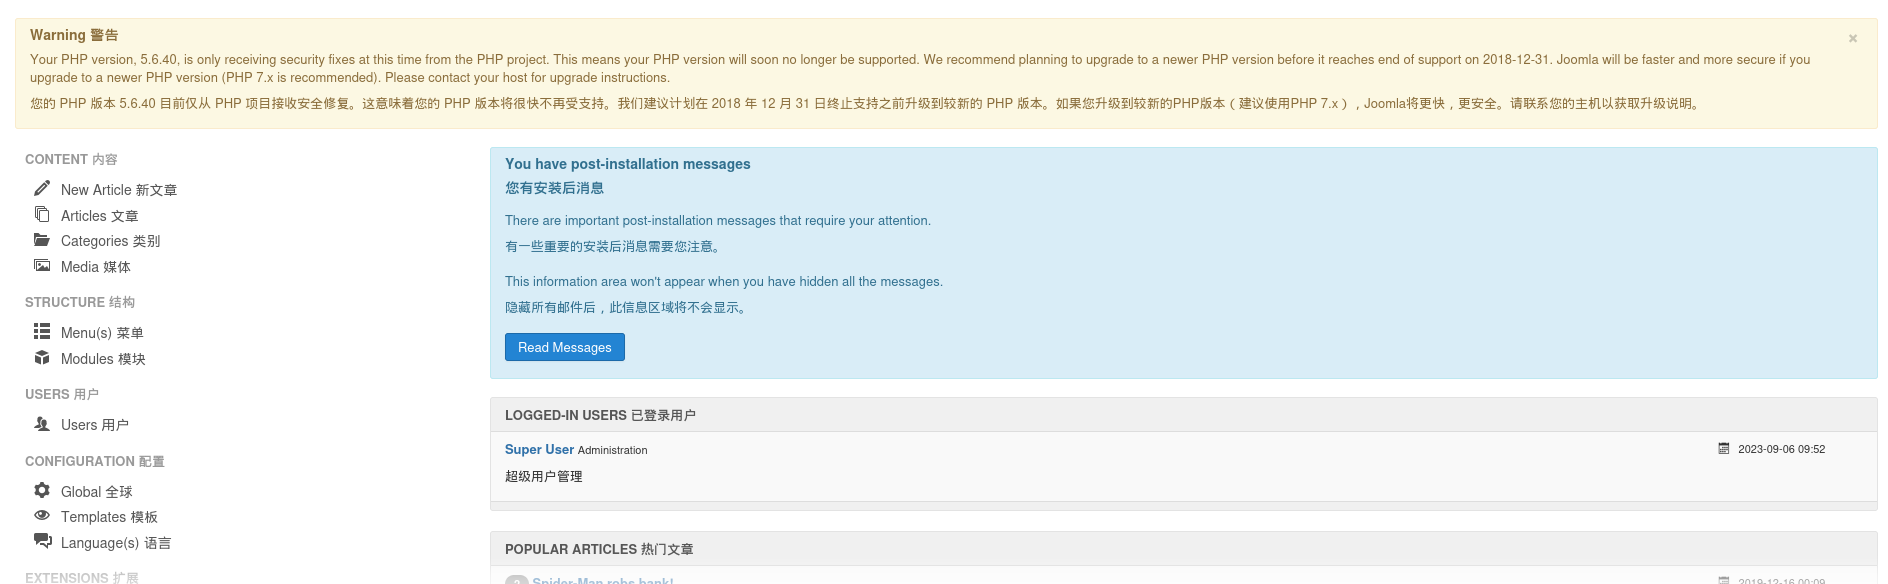 Warning 警告
Your PHP version, 5.6.40, is only receiving security fixes at this time from the PHP project. This means your PHP version will soon no longer be supported. We recommend planning to upgrade to a newer PHP version before it reaches end of support on 2018-12-31. Joomla will be faster and more secure if you
upgrade to a newer PHP version (PHP 7.x is recommended). Please contact your host for upgrade instructions.
您的 PHP 版本 5.6.40 目前仅从 PHP 项目接收安全修复。这意味着您的 PHP 版本将很快不再受支持。我们建议计划在 2018 年 12 月 31 日终止支持之前升级到较新的 PHP 版本。如果您升级到较新的PHP版本（建议使用PHP 7.x），Joomla将更快，更安全。请联系您的主机以获取升级说明。
CONTENT 内容
New Article 新文章
Articles 文章
Categories 类别
Media 媒体
STRUCTURE 结构
Menu(s) 菜单
Modules 模块
USERS 用户
Users 用户
CONFIGURATION 配置
Global 全球
Templates 模板
Language(s) 语言
EXTENSIONS 扩展
You have post-installation messages
您有安装后消息
There are important post-installation messages that require your attention.
有一些重要的安装后消息需要您注意。
This information area won't appear when you have hidden all the messages.
隐藏所有邮件后，此信息区域将不会显示。
Read Messages
LOGGED-IN USERS 已登录用户
Super User Administration 2023-09-06 09:52
超级用户管理
POPULAR ARTICLES 热门文章
Spider-Man robs bank! 2019-12-16 00:09